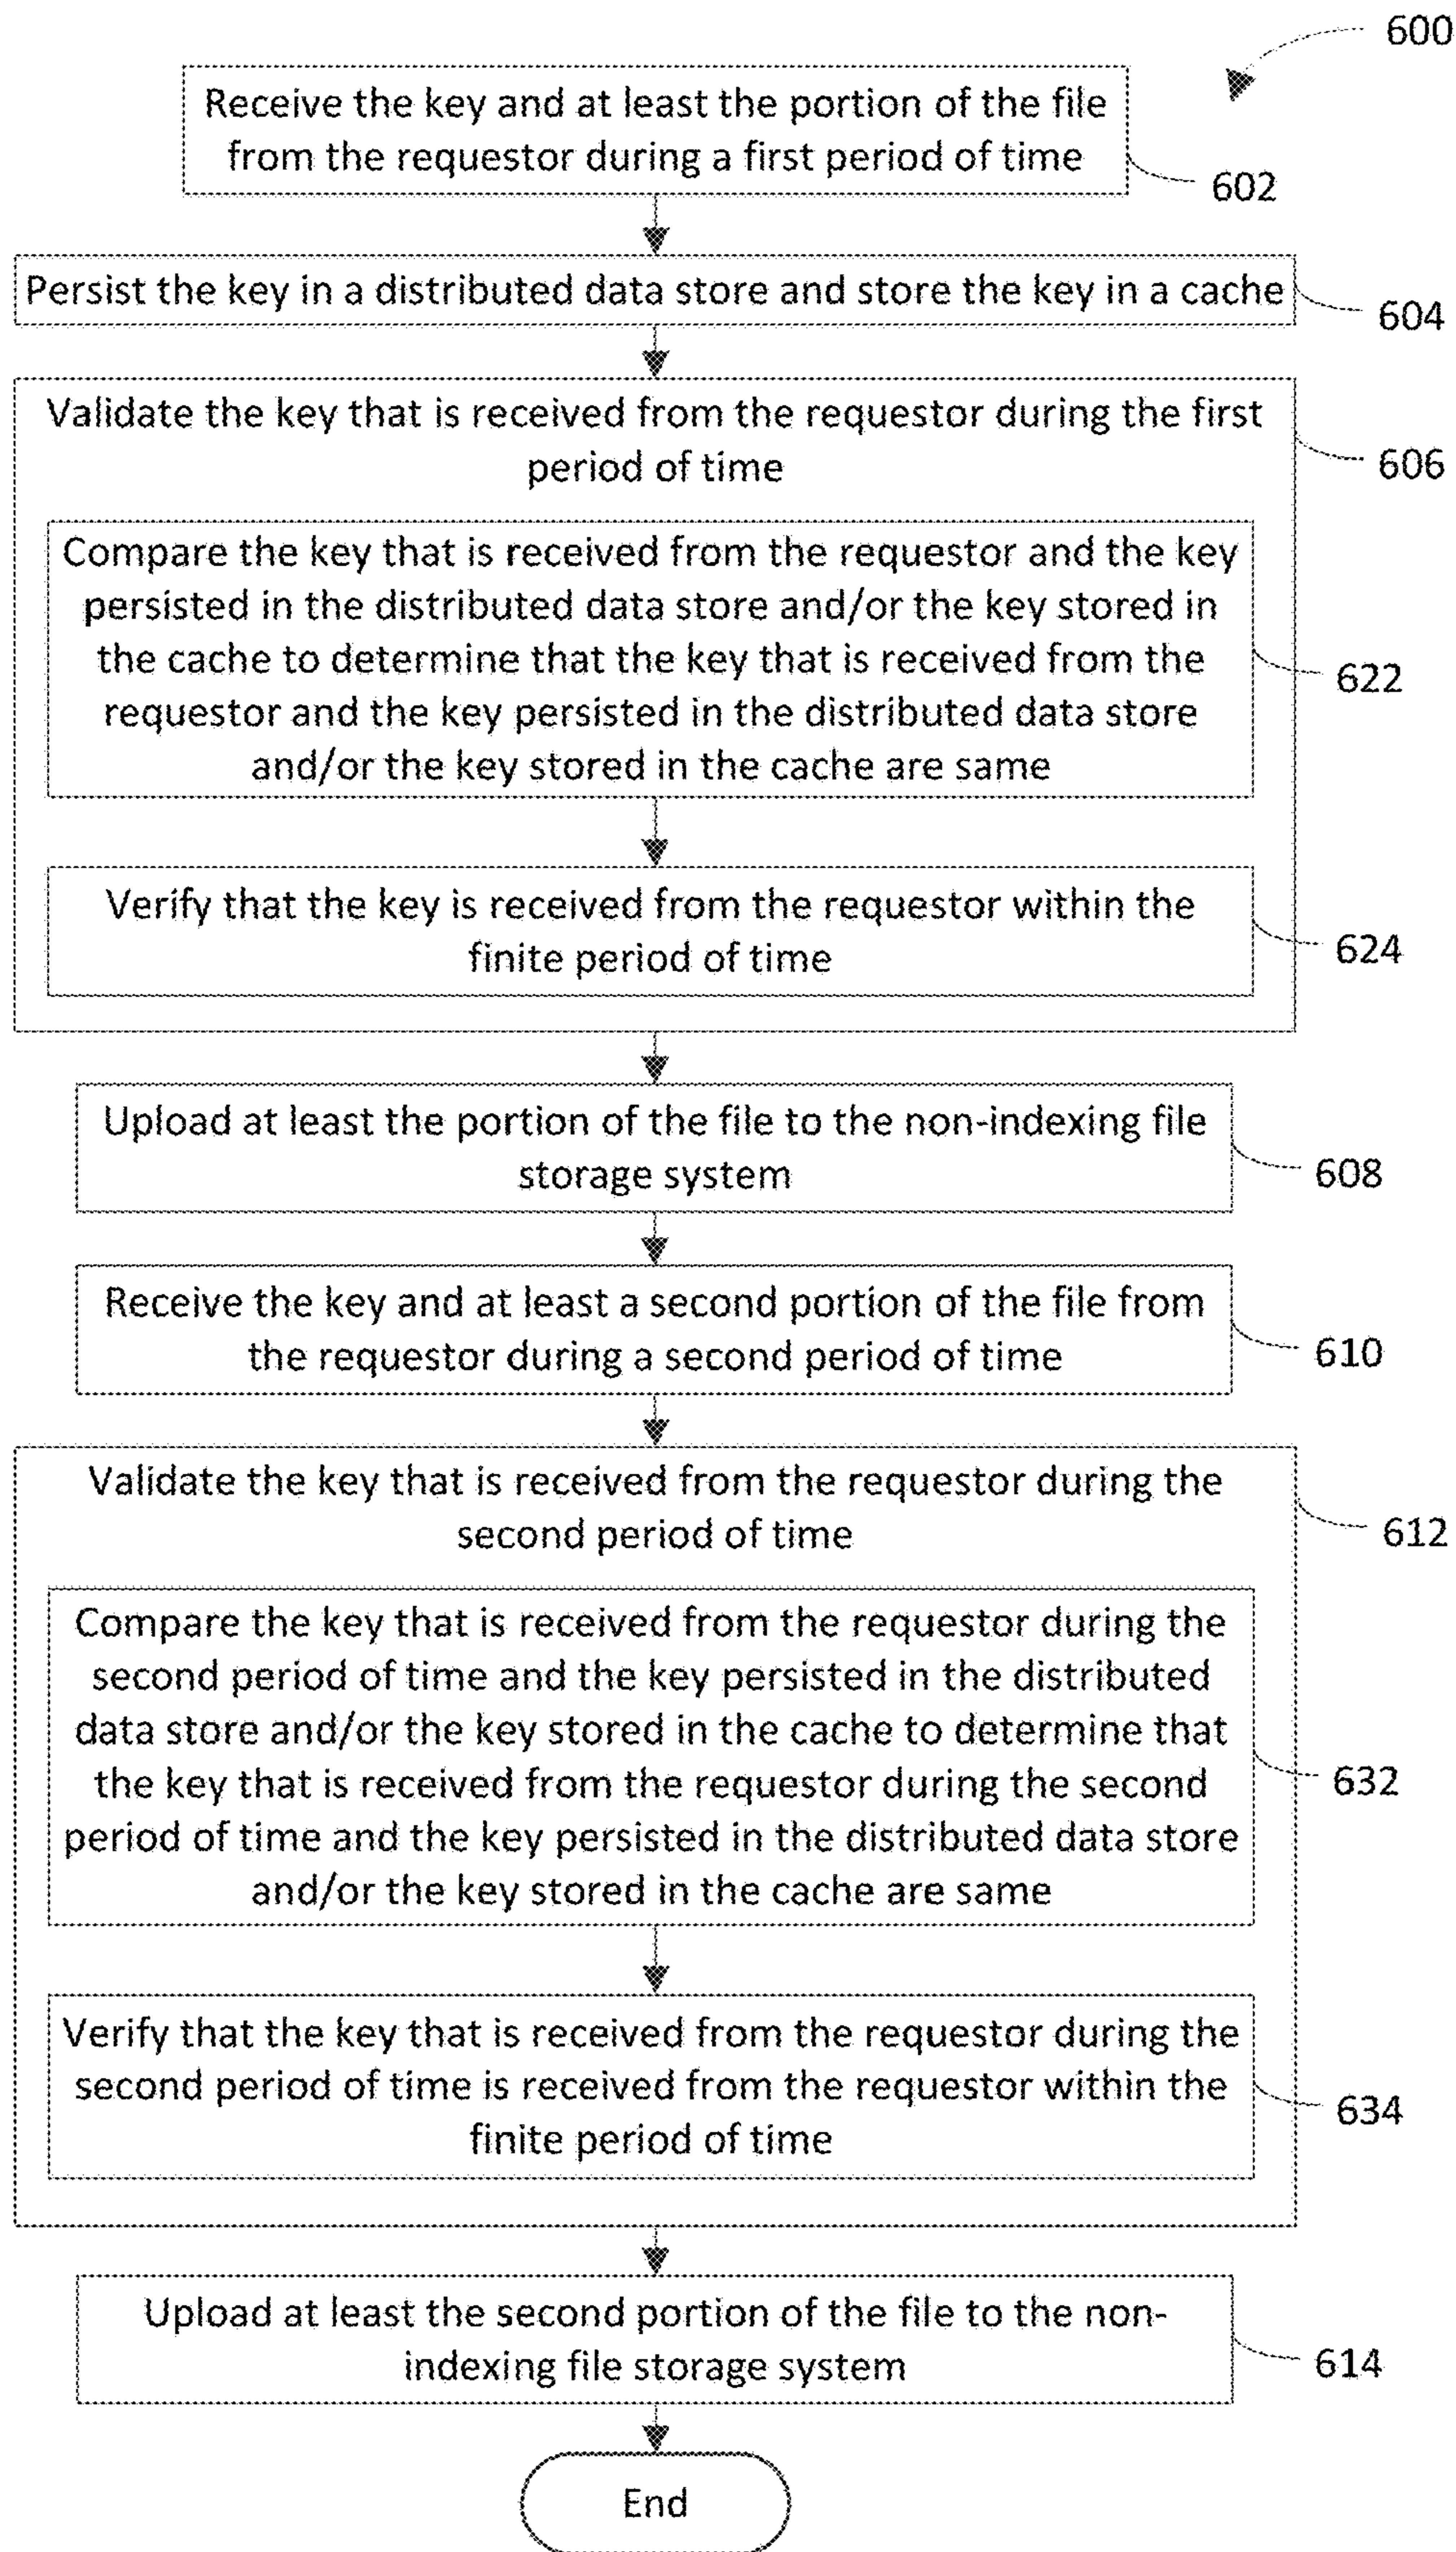 600
Receive the key and at least the portion of the file
from the requestor during a first period of time
602
Persist the key in a distributed data store and store the key in a cache
604
Validate the key that is received from the requestor during the first
period of time
606
Compare the key that is received from the requestor and the key
persisted in the distributed data store and/or the key stored in
the cache to determine that the key that is received from the
requestor and the key persisted in the distributed data store
and/or the key stored in the cache are same
622
Verify that the key is received from the requestor within the
finite period of time
624
Upload at least the portion of the file to the non-indexing file
storage system
608
Receive the key and at least a second portion of the file from
the requestor during a second period of time
610
Validate the key that is received from the requestor during the
second period of time
612
Compare the key that is received from the requestor during the
second period of time and the key persisted in the distributed
data store and/or the key stored in the cache to determine that
the key that is received from the requestor during the second
period of time and the key persisted in the distributed data store
and/or the key stored in the cache are same
632
Verify that the key that is received from the requestor during the
second period of time is received from the requestor within the
finite period of time
634
Upload at least the second portion of the file to the non-
indexing file storage system
614
End